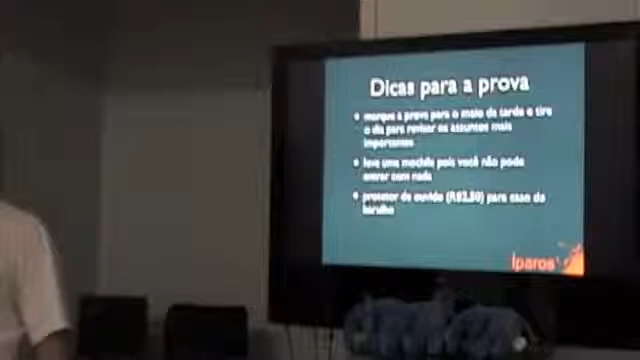 Dicas para a prova
• marque a prova para o meio da tarde e tire
o dia para revisar os assuntos mais
importantes
• leve uma mochila pois você não pode
entrar com nada
• protetor de ouvido (R$2,50) para caso de
barulho
iparos